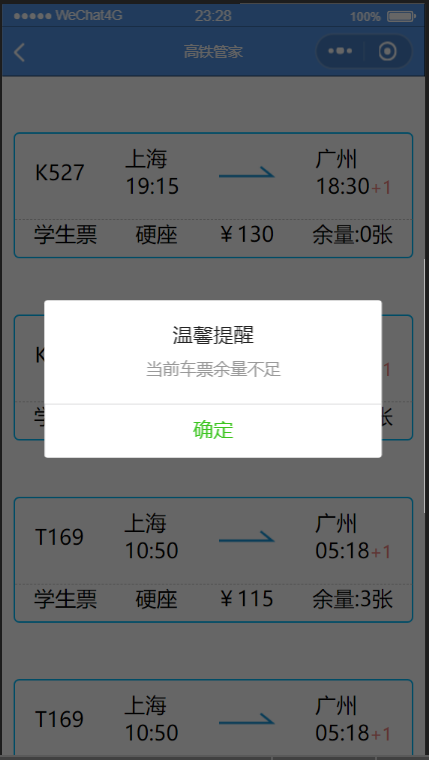 WeChat4G 23:28 100%
高铁管家
K527 上海 广州
19:15 18:30+1
学生票 硬座 ¥130 余量:0张
温馨提醒
当前车票余量不足
确定
T169 上海 广州
10:50 05:18+1
学生票 硬座 ¥115 余量:3张
T169 上海 广州
10:50 05:18+1